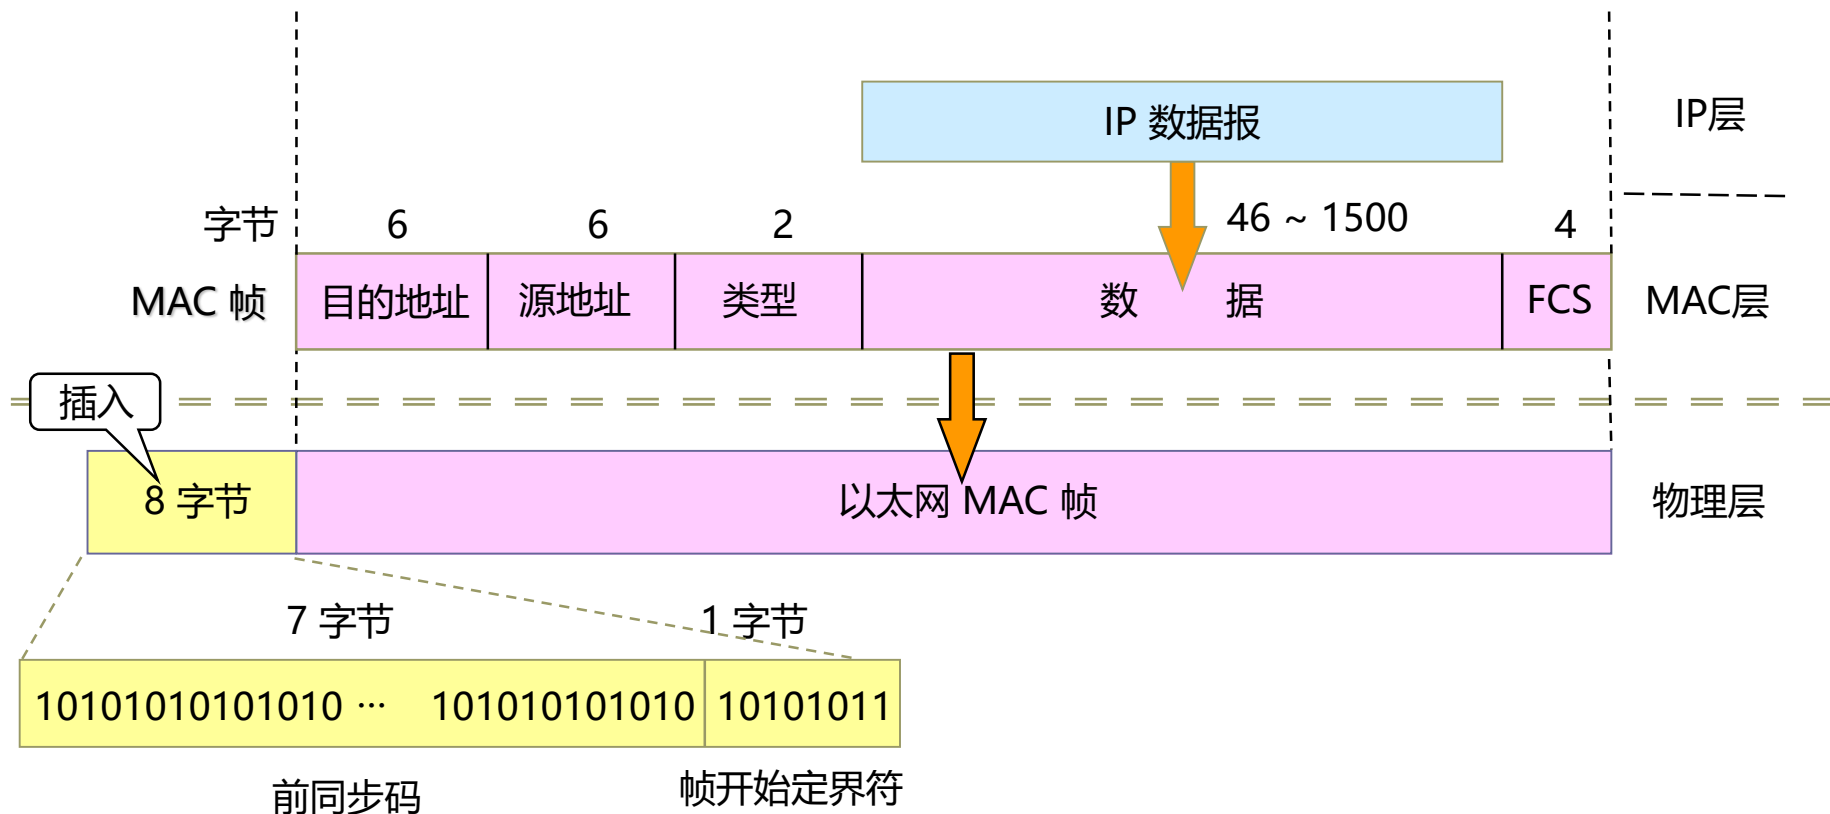 IP 数据报
IP层
字节 6 6 2 46 ~ 1500 4
MAC 帧 目的地址 源地址 类型 数 据 FCS MAC层
插入
8 字节 以太网 MAC 帧 物理层
7 字节 1 字节
10101010101010 ··· 101010101010 10101011
前同步码 帧开始定界符